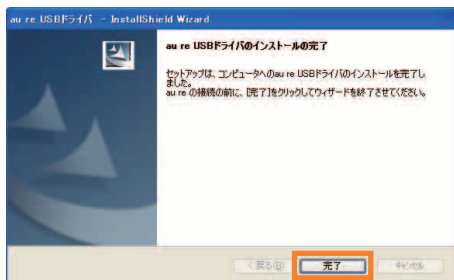 au re USBドライバ - InstallShield Wizard
au re USBドライバのインストールの完了
セットアップは、コンピュータへのau re USBドライバのインストールを完了し
ました。
au re の接続の前に、[完了]をクリックしてウィザードを終了させてください。
< 戻る(B)
完了
キャンセル